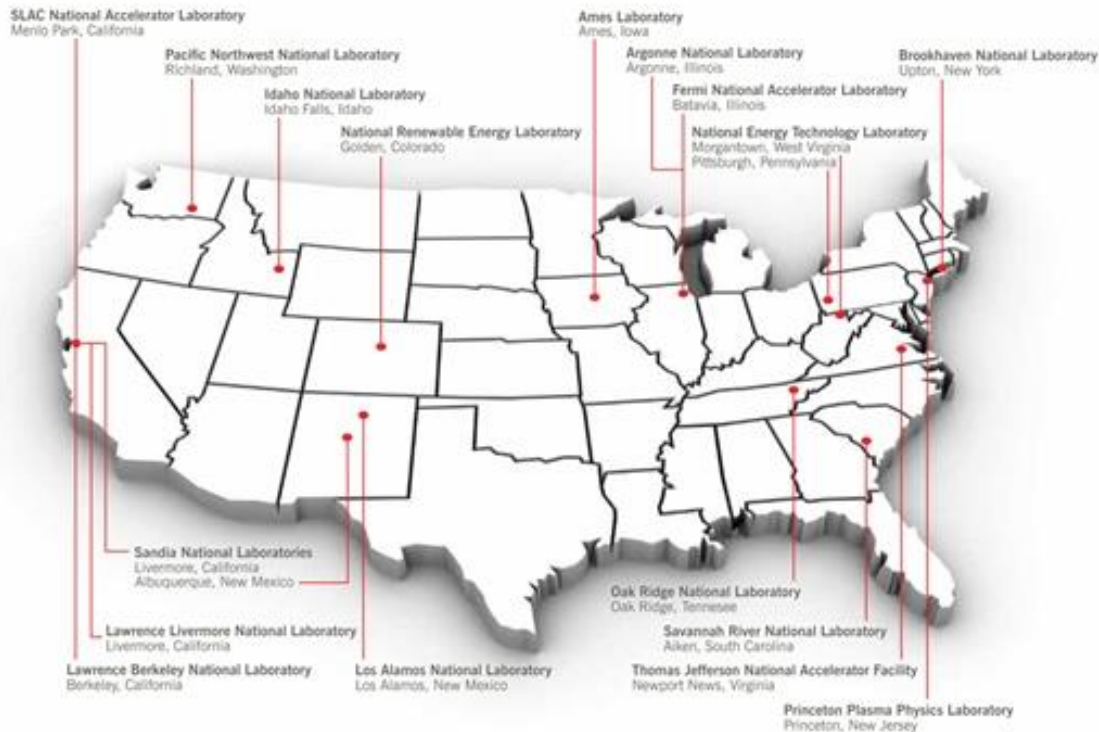 SLAC National Accelerator Laboratory
Menlo Park, California
Pacific Northwest National Laboratory
Richland, Washington
Idaho National Laboratory
Idaho Falls, Idaho
National Renewable Energy Laboratory
Golden, Colorado
Ames Laboratory
Ames, Iowa
Argonne National Laboratory
Argonne, Illinois
Fermi National Accelerator Laboratory
Batavia, Illinois
National Energy Technology Laboratory
Morgantown, West Virginia
Pittsburgh, Pennsylvania
Brookhaven National Laboratory
Upton, New York
Sandia National Laboratories
Livermore, California
Albuquerque, New Mexico
Lawrence Livermore National Laboratory
Livermore, California
Lawrence Berkeley National Laboratory
Berkeley, California
Los Alamos National Laboratory
Los Alamos, New Mexico
Oak Ridge National Laboratory
Oak Ridge, Tennesee
Savannah River National Laboratory
Aiken, South Carolina
Thomas Jefferson National Accelerator Facility
Newport News, Virginia
Princeton Plasma Physics Laboratory
Princeton, New Jersey